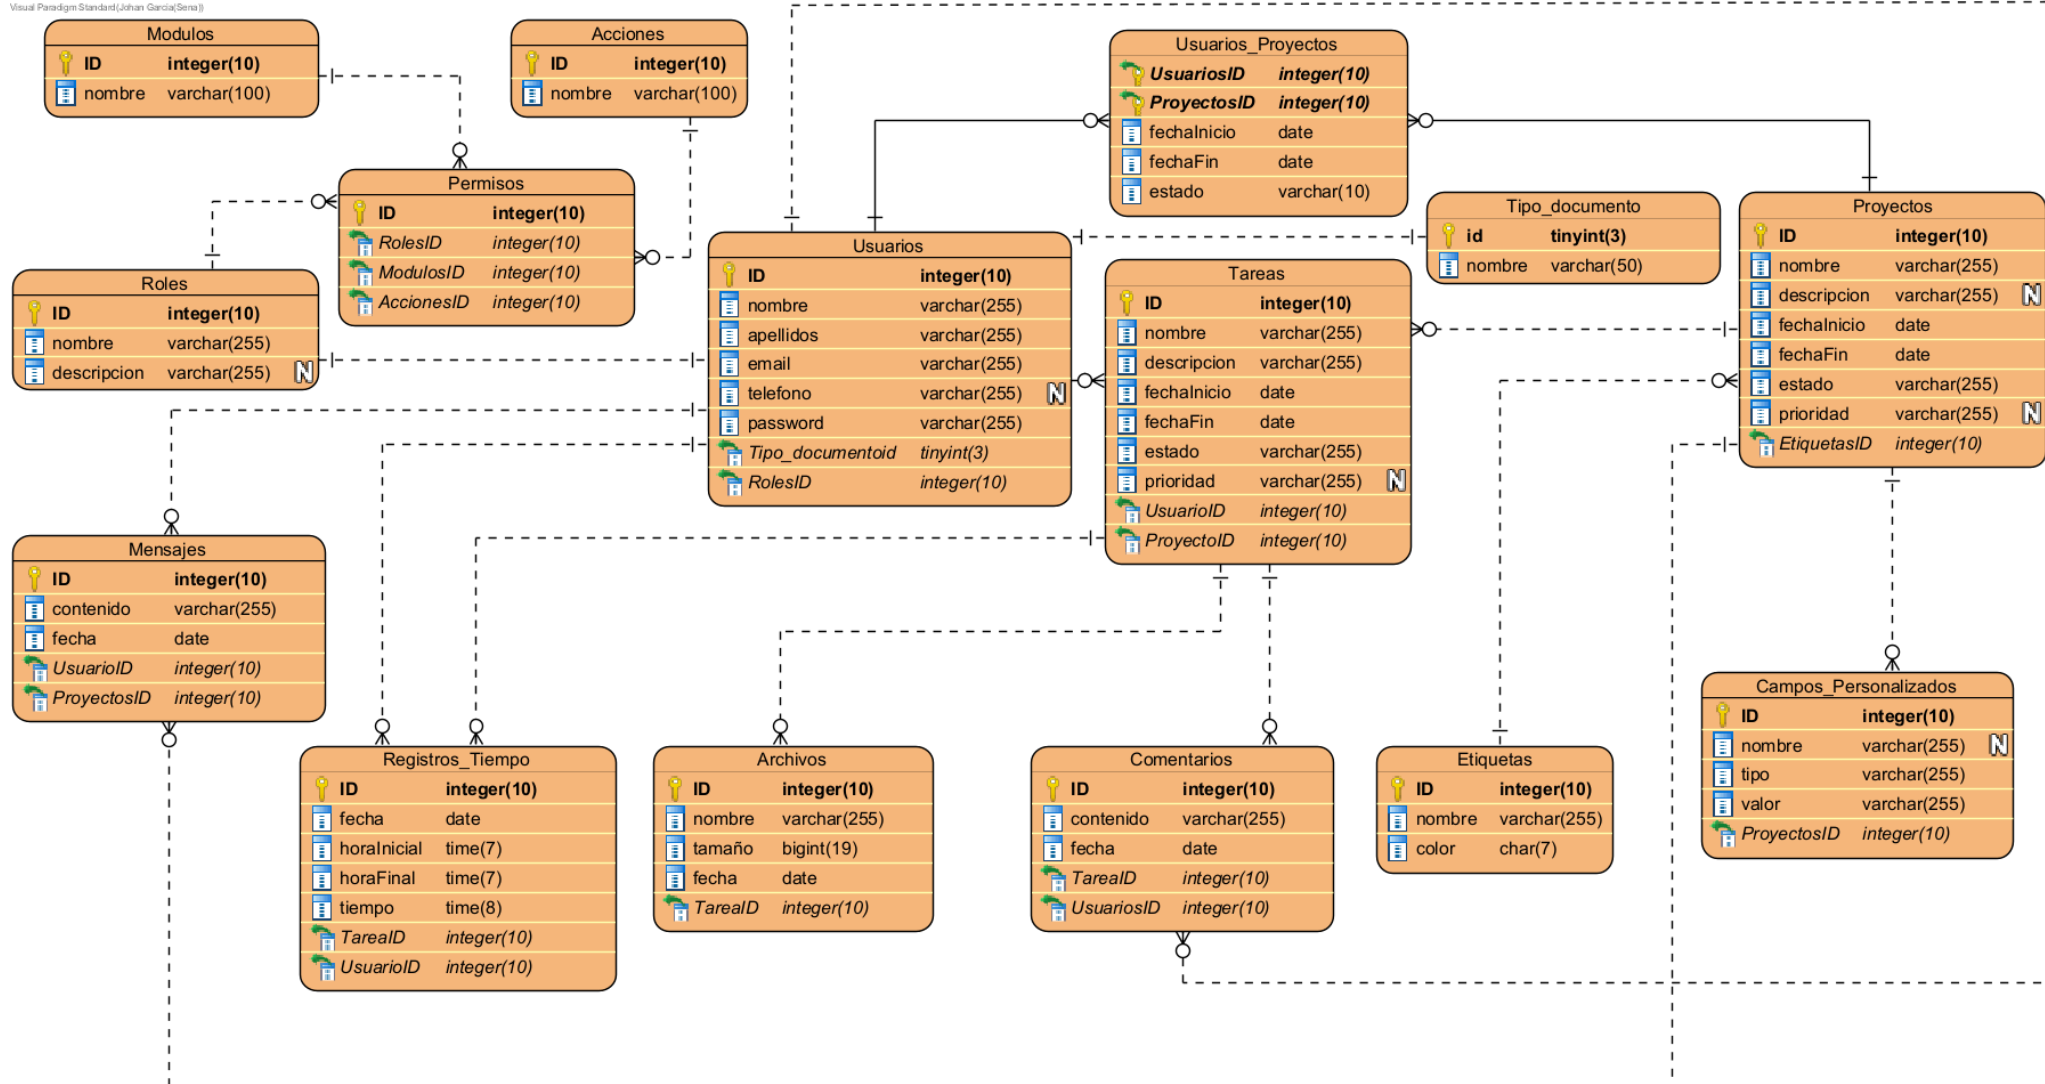 Visual Paradigm Standard(Johan Garcia(Sena))
Modulos
ID integer(10)
nombre varchar(100)
Acciones
ID integer(10)
nombre varchar(100)
Usuarios_Proyectos
UsuariosID integer(10)
ProyectosID integer(10)
fechaInicio date
fechaFin date
estado varchar(10)
Permisos
ID integer(10)
RolesID integer(10)
ModulosID integer(10)
AccionesID integer(10)
Tipo_documento
id tinyint(3)
nombre varchar(50)
Proyectos
ID integer(10)
nombre varchar(255)
descripcion varchar(255) N
fechaInicio date
fechaFin date
estado varchar(255)
prioridad varchar(255) N
EtiquetasID integer(10)
Roles
ID integer(10)
nombre varchar(255)
descripcion varchar(255) N
Usuarios
ID integer(10)
nombre varchar(255)
apellidos varchar(255)
email varchar(255)
telefono varchar(255) N
password varchar(255)
Tipo_documentoid tinyint(3)
RolesID integer(10)
Tareas
ID integer(10)
nombre varchar(255)
descripcion varchar(255)
fechaInicio date
fechaFin date
estado varchar(255)
prioridad varchar(255) N
UsuarioID integer(10)
ProyectoID integer(10)
Mensajes
ID integer(10)
contenido varchar(255)
fecha date
UsuarioID integer(10)
ProyectosID integer(10)
Campos_Personalizados
ID integer(10)
nombre varchar(255) N
tipo varchar(255)
valor varchar(255)
ProyectosID integer(10)
Registros_Tiempo
ID integer(10)
fecha date
horaInicial time(7)
horaFinal time(7)
tiempo time(8)
TareaID integer(10)
UsuarioID integer(10)
Archivos
ID integer(10)
nombre varchar(255)
tamaño bigint(19)
fecha date
TareaID integer(10)
Comentarios
ID integer(10)
contenido varchar(255)
fecha date
TareaID integer(10)
UsuariosID integer(10)
Etiquetas
ID integer(10)
nombre varchar(255)
color char(7)